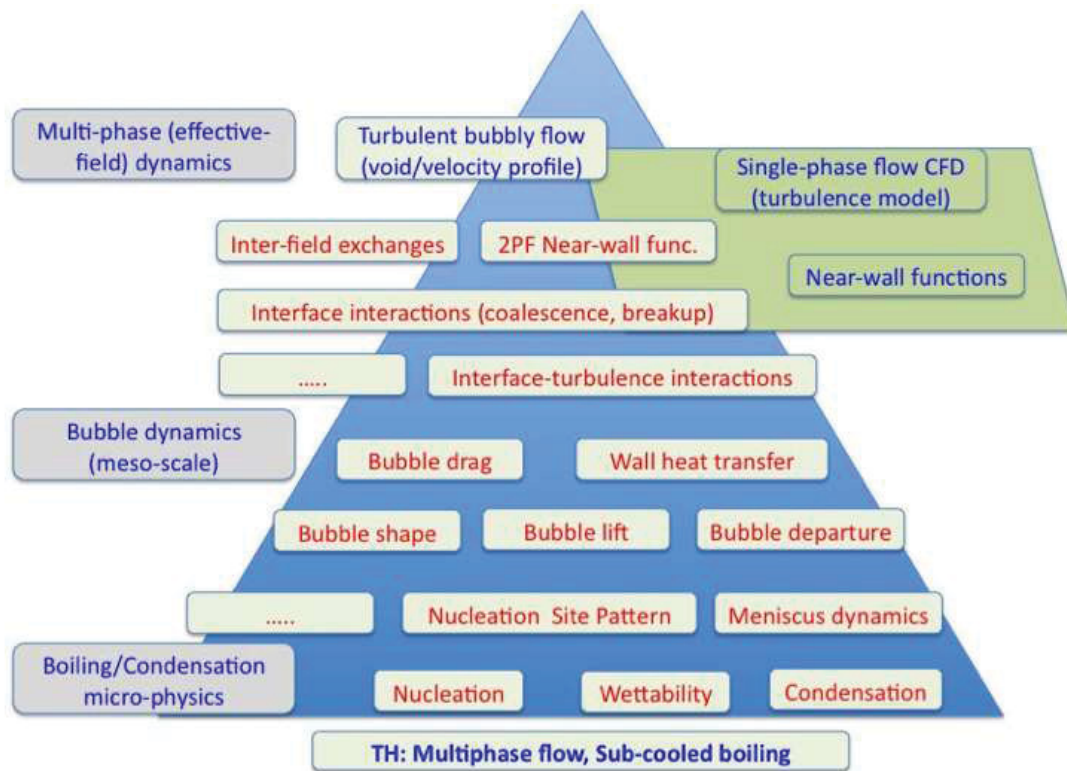 Multi-phase (effective-
field) dynamics
Turbulent bubbly flow
(void/velocity profile)
Single-phase flow CFD
(turbulence model)
Inter-field exchanges
2PF Near-wall func.
Near-wall functions
Interface interactions (coalescence, breakup)
.....
Interface-turbulence interactions
Bubble dynamics
(meso-scale)
Bubble drag
Wall heat transfer
Bubble shape
Bubble lift
Bubble departure
.....
Nucleation Site Pattern
Meniscus dynamics
Boiling/Condensation
micro-physics
Nucleation
Wettability
Condensation
TH: Multiphase flow, Sub-cooled boiling